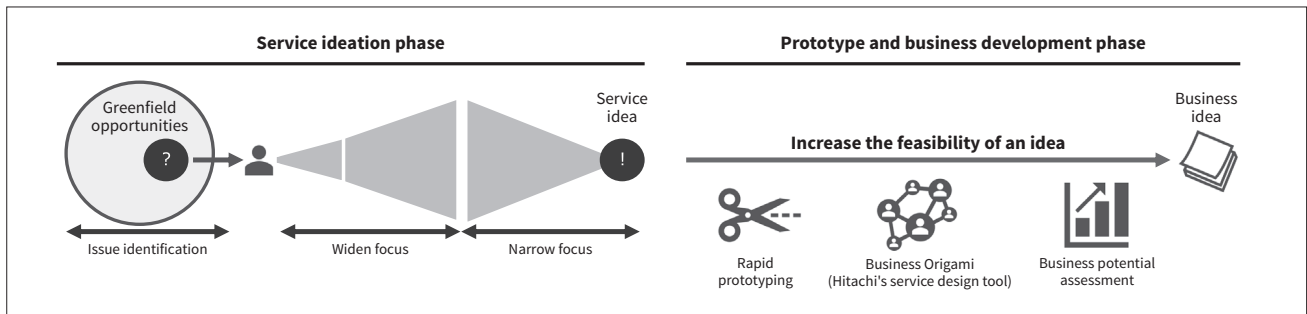 Service ideation phase
Greenfield
opportunities
?
Service
idea
!
Issue identification
Widen focus
Narrow focus
Prototype and business development phase
Business
idea
Increase the feasibility of an idea
Rapid
prototyping
Business Origami
(Hitachi's service design tool)
Business potential
assessment